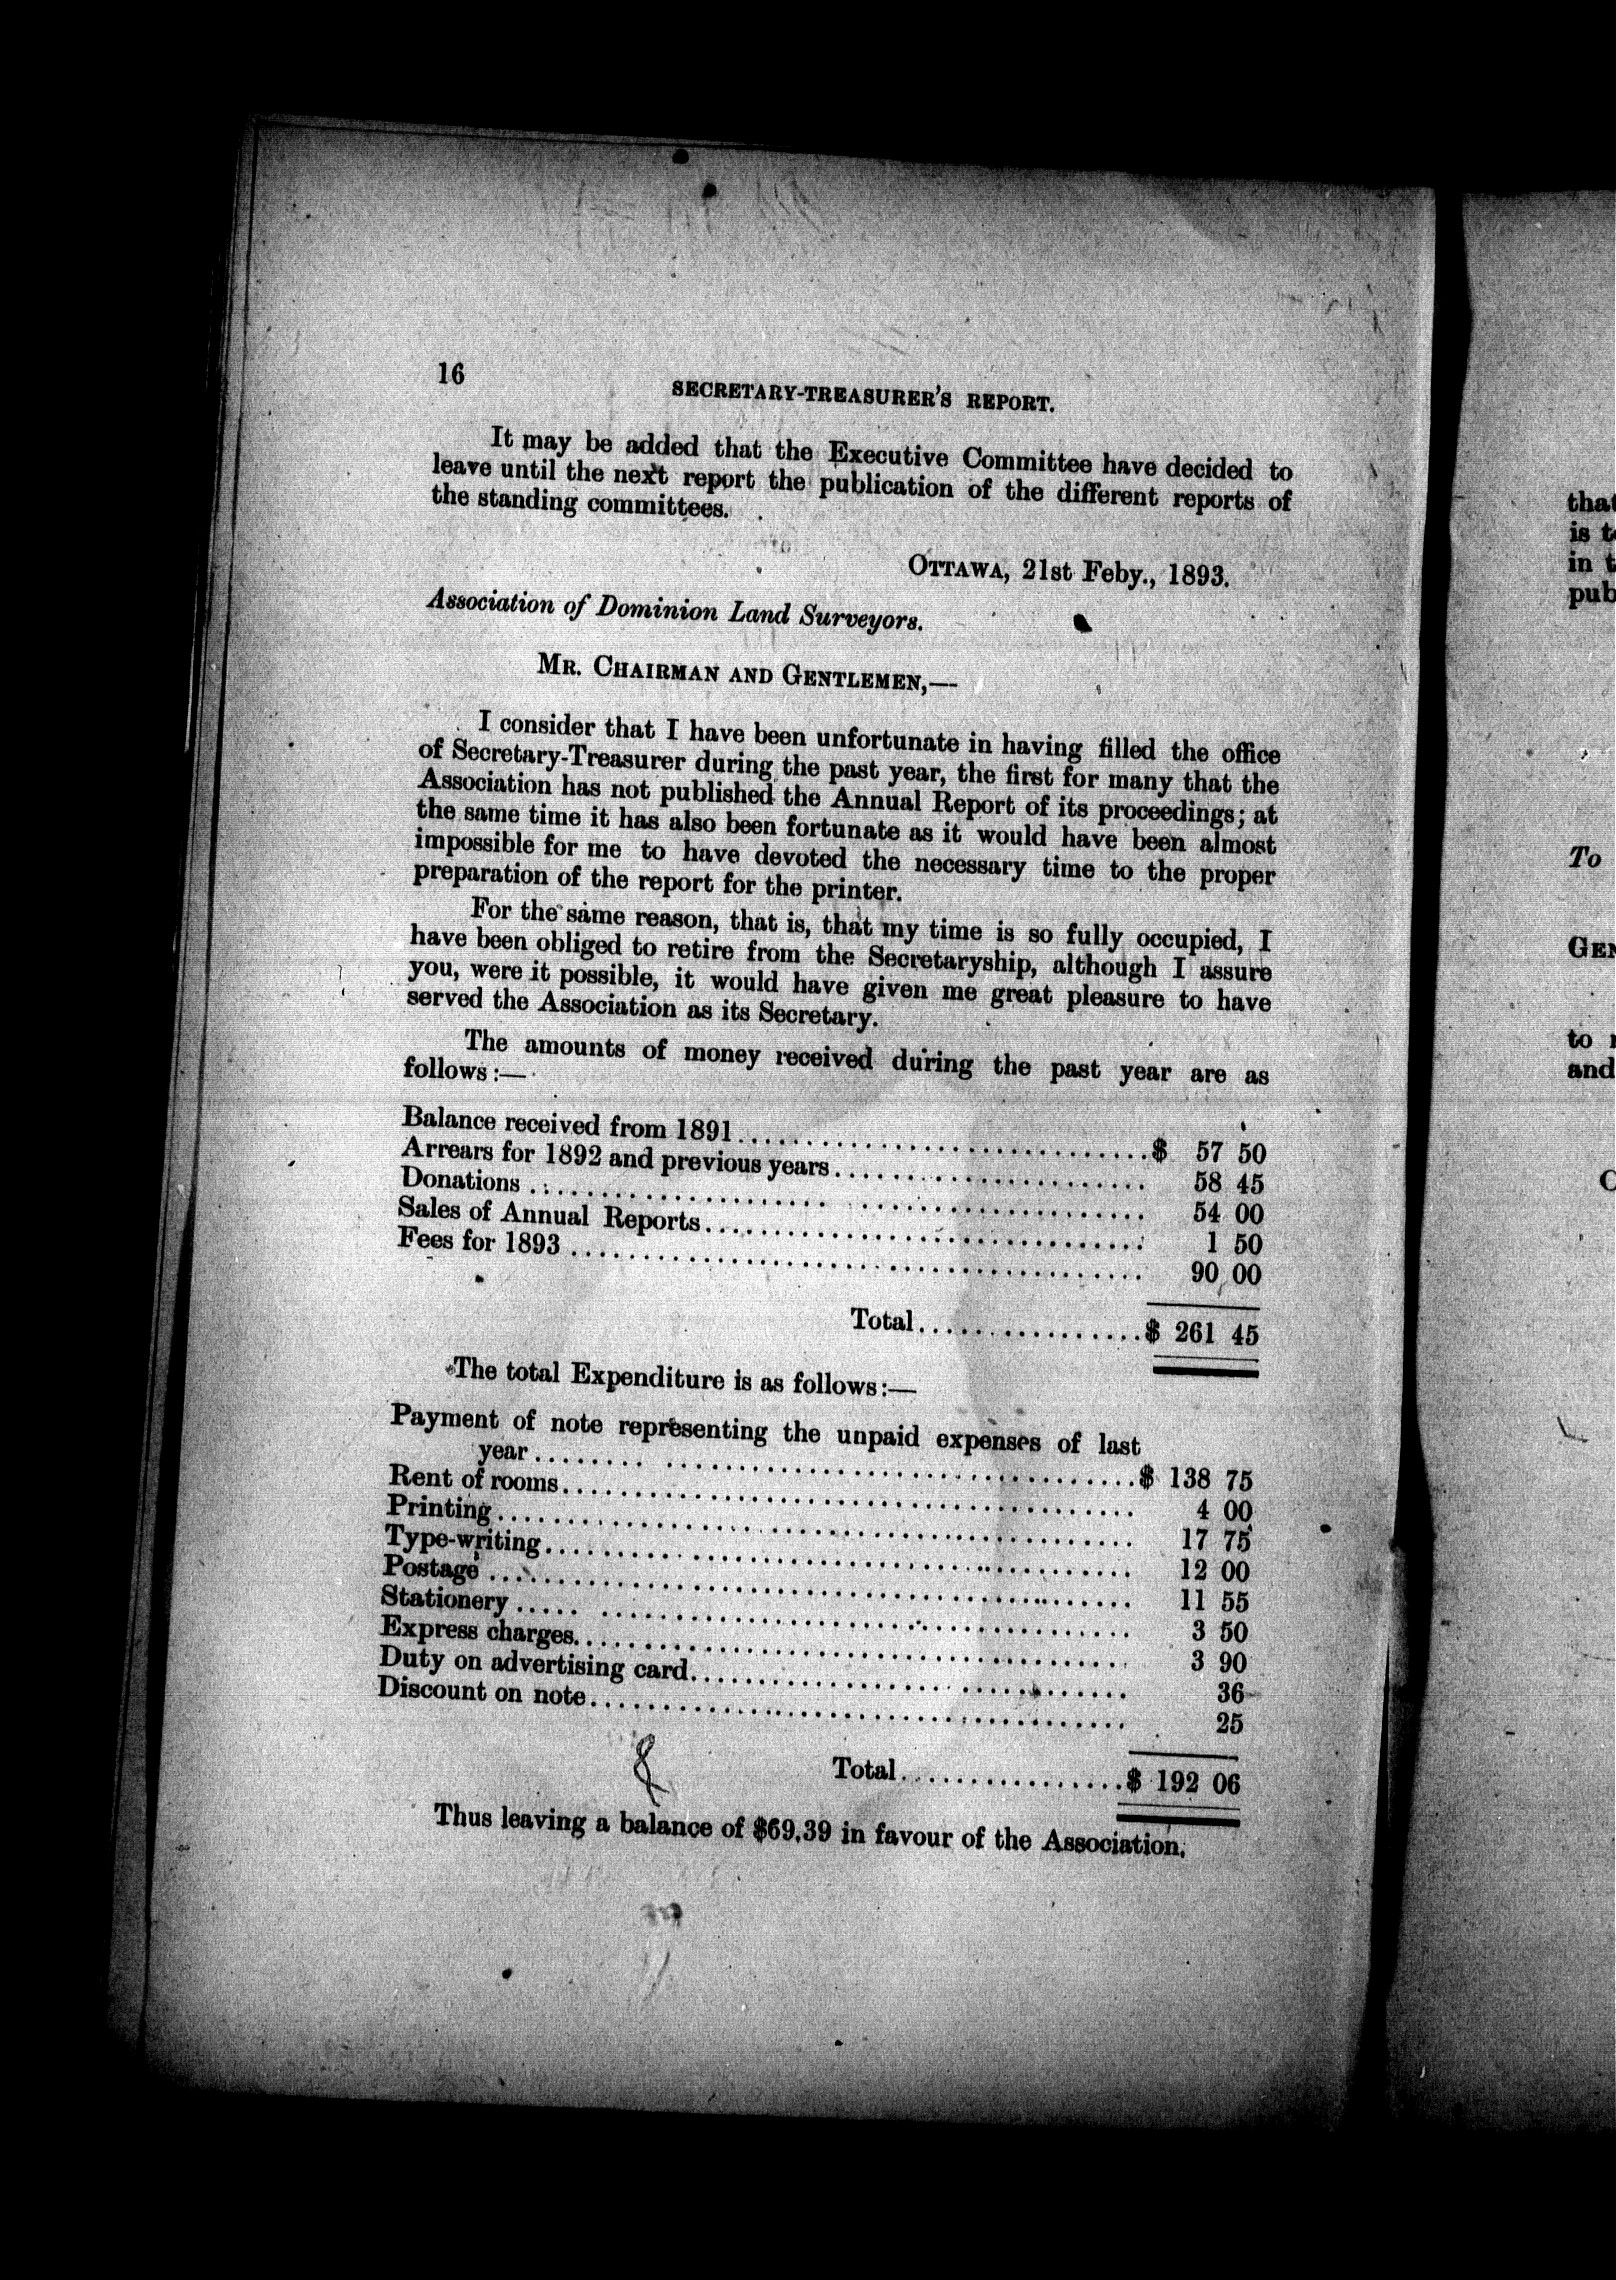 16
SECRETARY-TREASURER'S REPORT.
It may be added that the Executive Committee have decided to
leave until the next report the publication of the different reports of
the standing committees.
OTTAWA, 21st Feby., 1893.
Association of Dominion Land Surveyors.
MR. CHAIRMAN AND GENTLEMEN,—
I consider that I have been unfortunate in having filled the office
of Secretary-Treasurer during the past year, the first for many that the
Association has not published the Annual Report of its proceedings; at
the same time it has also been fortunate as it would have been almost
impossible for me to have devoted the necessary time to the proper
preparation of the report for the printer.
For the same reason, that is, that my time is so fully occupied, I
have been obliged to retire from the Secretaryship, although I assure
you, were it possible, it would have given me great pleasure to have
served the Association as its Secretary.
The amounts of money received during the past year are as
follows:—
Balance received from 1891..............................$ 57 50
Arrears for 1892 and previous years...................... 58 45
Donations ...................................... 54 00
Sales of Annual Reports.............................. 1 50
Fees for 1893 ...................................... 90 00
Total................$ 261 45
The total Expenditure is as follows:—
Payment of note representing the unpaid expenses of last
year........................................$ 138 75
Rent of rooms...................................... 4 00
Printing.......................................... 17 75
Type-writing...................................... 12 00
Postage .......................................... 11 55
Stationery........................................ 3 50
Express charges.................................... 3 90
Duty on advertising card.............................. 36
Discount on note.................................... 25
Total................$ 192 06
Thus leaving a balance of $69.39 in favour of the Association.
that
is
in
pub
To
GEN
to
and